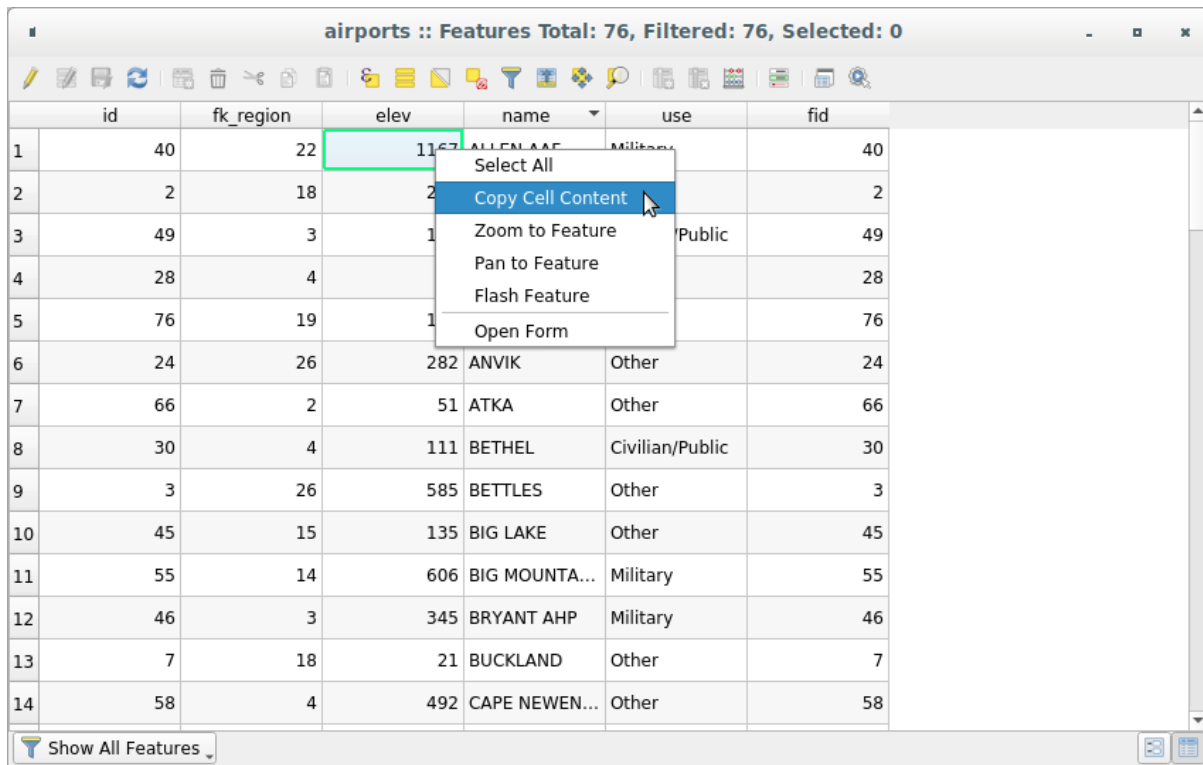 airports :: Features Total: 76, Filtered: 76, Selected: 0
id fk_region elev name use fid
1 40 22 1167 ALLEN AAF Military 40
Select All
2 18 2
2
Copy Cell Content
Zoom to Feature
3 49 3 1 /Public 49
Pan to Feature
4 28 4 28
Flash Feature
5 76 19 1 76
Open Form
6 24 26 282 ANVIK Other 24
7 66 2 51 ATKA Other 66
8 30 4 111 BETHEL Civilian/Public 30
9 3 26 585 BETTLES Other 3
10 45 15 135 BIG LAKE Other 45
11 55 14 606 BIG MOUNTA... Military 55
12 46 3 345 BRYANT AHP Military 46
13 7 18 21 BUCKLAND Other 7
14 58 4 492 CAPE NEWEN... Other 58
Show All Features